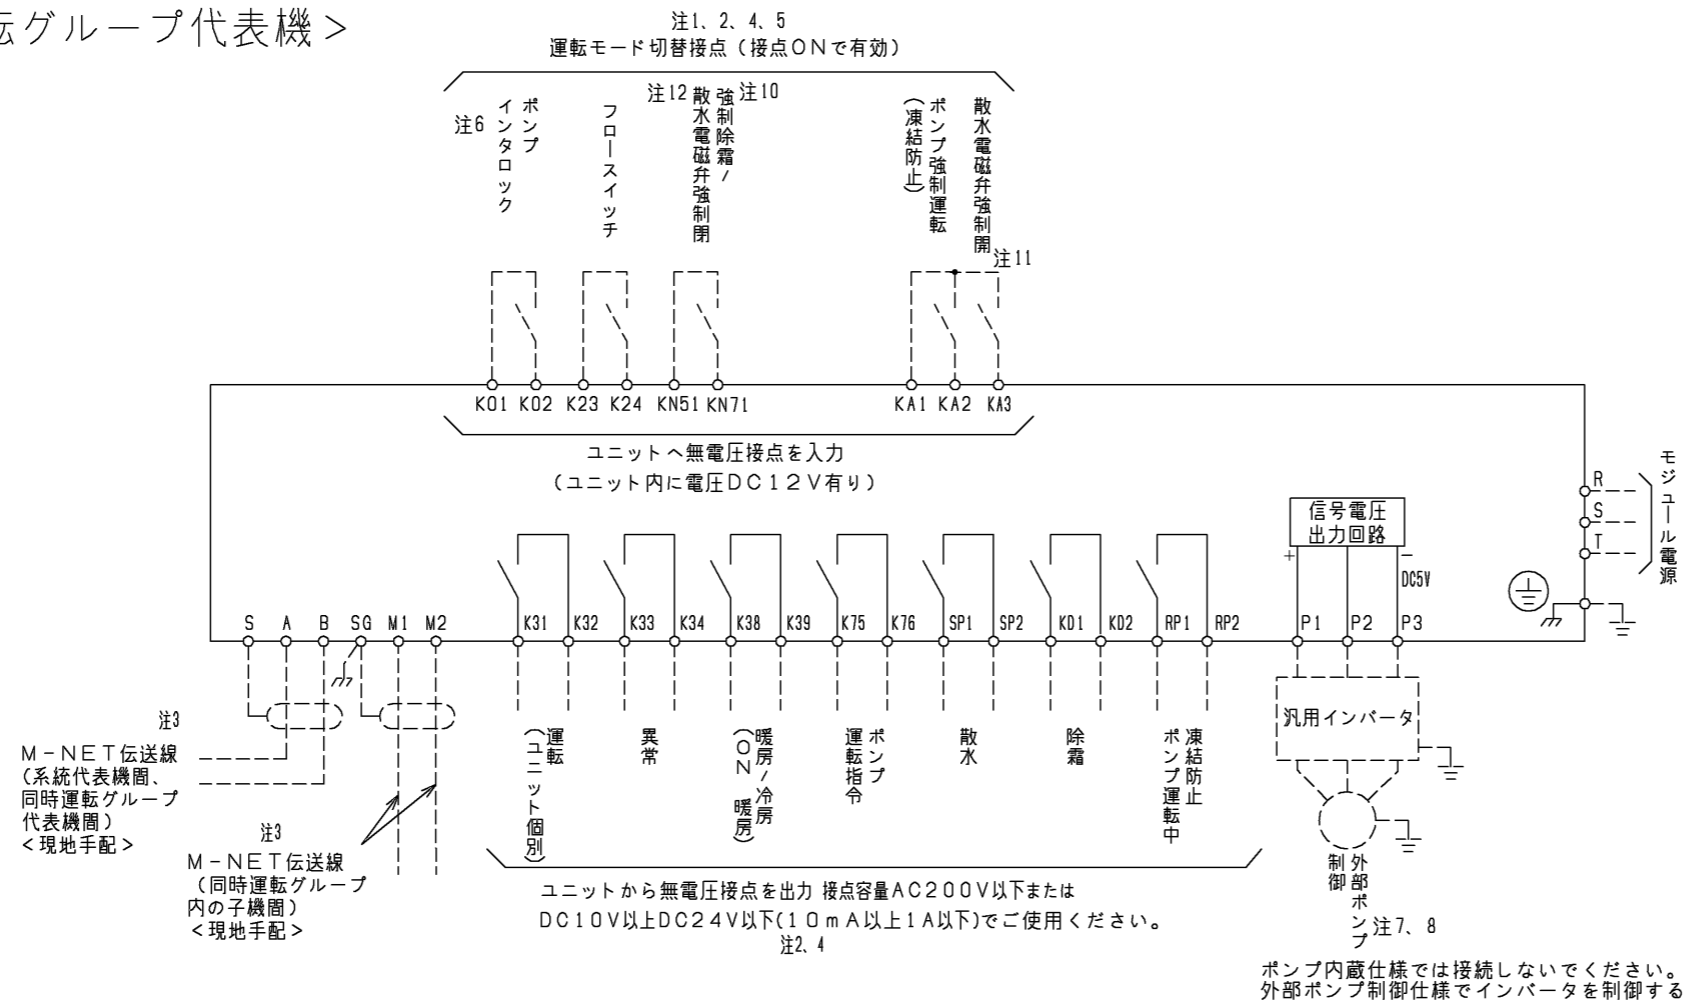 転グループ代表機>
注1、2、4、5
運転モード切替接点(接点ONで有効)
注6
ポンプ
インタロック
フロースイッチ
注12
強制除霜/
散水電磁弁強制閉
注10
ポンプ強制運転
(凍結防止)
散水電磁弁強制開
注11
K01 K02 K23 K24 KN51 KN71 KA1 KA2 KA3
ユニットへ無電圧接点を入力
(ユニット内に電圧DC12V有り)
モジュール電源
R
S
T
信号電圧
出力回路
+ −
DC5V
S A B SG M1 M2 K31 K32 K33 K34 K38 K39 K75 K76 SP1 SP2 KD1 KD2 RP1 RP2 P1 P2 P3
注3
M-NET伝送線
(系統代表機間、
同時運転グループ
代表機間)
<現地手配>
注3
M-NET伝送線
(同時運転グループ
内の子機間)
<現地手配>
運転
(ユニット個別)
異常
暖房/冷房
(ON 暖房)
ポンプ
運転指令
散水
除霜
凍結防止
ポンプ運転中
汎用インバータ
外部ポンプ
制御
注7、8
ユニットから無電圧接点を出力 接点容量AC200V以下または
DC10V以上DC24V以下(10mA以上1A以下)でご使用ください。
注2、4
ポンプ内蔵仕様では接続しないでください。
外部ポンプ制御仕様でインバータを制御する